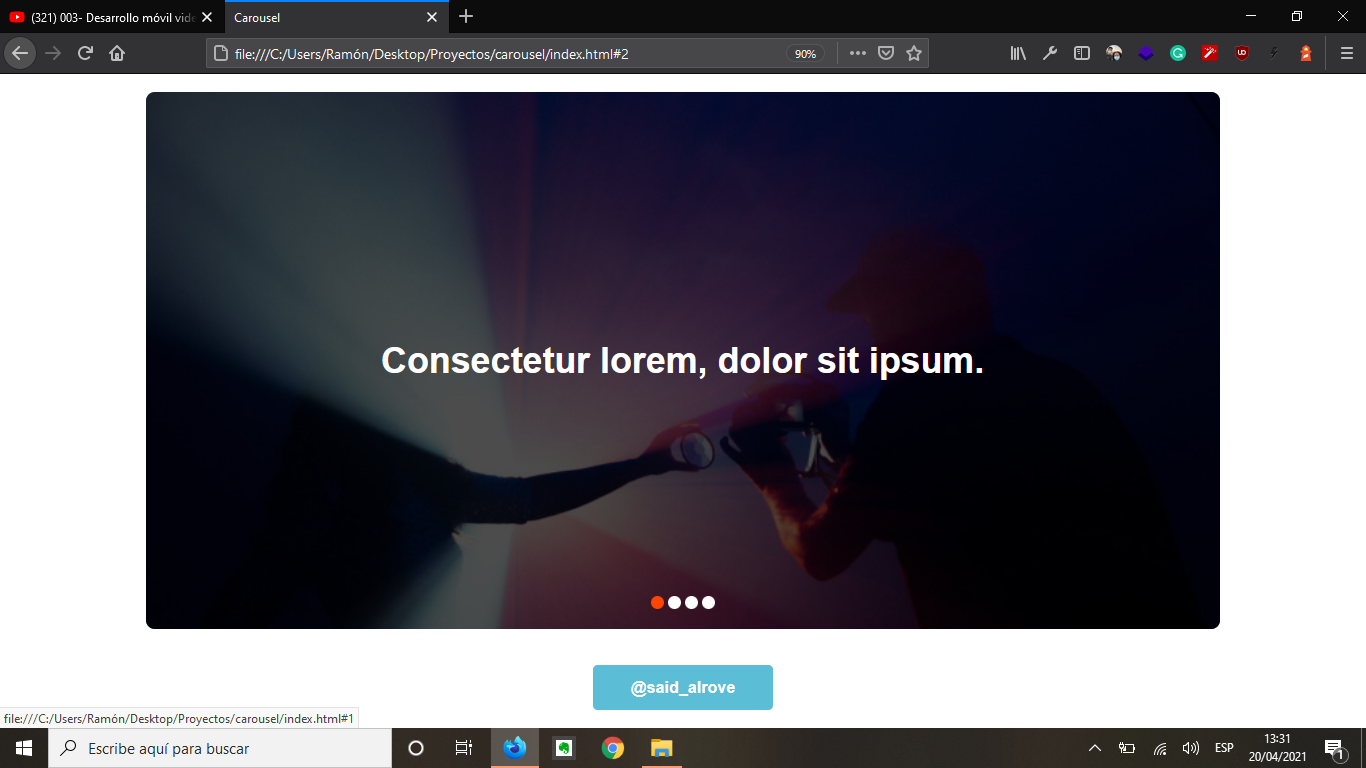 (321) 003- Desarrollo móvil vide
Carousel
file:///C:/Users/Ramón/Desktop/Proyectos/carousel/index.html#2
90%
Consectetur lorem, dolor sit ipsum.
@said_alrove
file:///C:/Users/Ramón/Desktop/Proyectos/carousel/index.html#1
Escribe aquí para buscar
ESP
13:31
20/04/2021
1